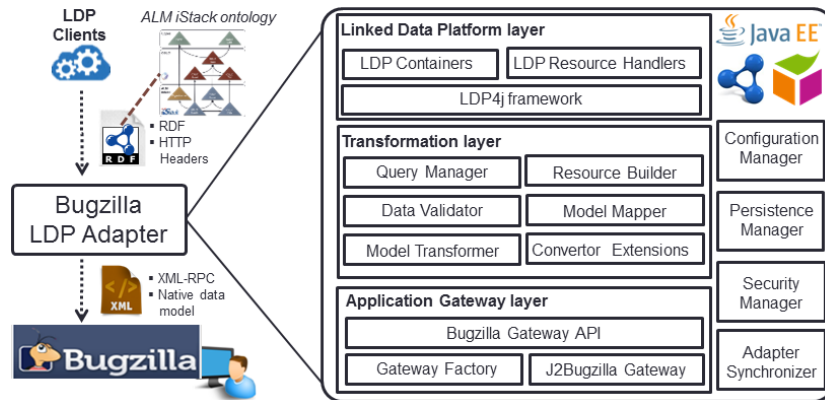 LDP
Clients
ALM iStack ontology
RDF
▪ RDF
▪ HTTP
Headers
Bugzilla
LDP Adapter
</>
XML
▪ XML-RPC
▪ Native data
model
Bugzilla
Linked Data Platform layer
LDP Containers
LDP Resource Handlers
LDP4j framework
Transformation layer
Query Manager
Resource Builder
Data Validator
Model Mapper
Model Transformer
Convertor Extensions
Application Gateway layer
Bugzilla Gateway API
Gateway Factory
J2Bugzilla Gateway
Java EE™
Configuration
Manager
Persistence
Manager
Security
Manager
Adapter
Synchronizer